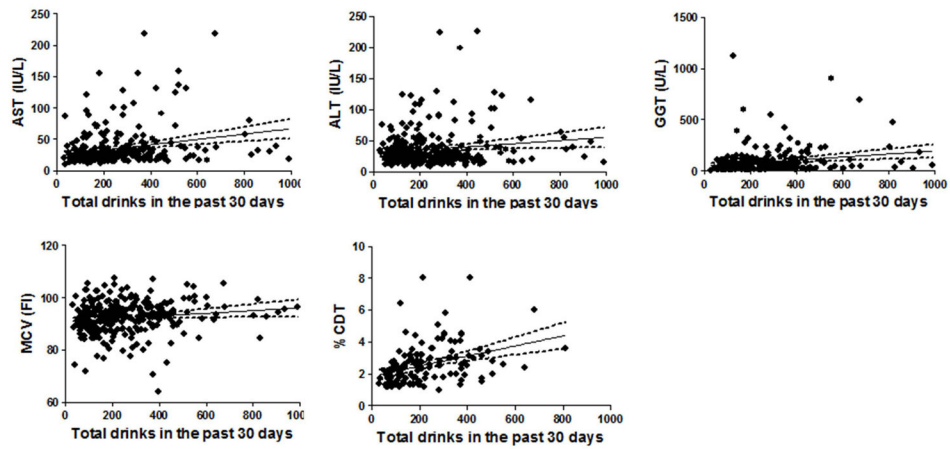 250
200
150
100
50
0
AST (IU/L)
0 200 400 600 800 1000
Total drinks in the past 30 days
250
200
150
100
50
0
ALT (IU/L)
0 200 400 600 800 1000
Total drinks in the past 30 days
1500
1000
500
0
GGT (U/L)
0 200 400 600 800 1000
Total drinks in the past 30 days
120
100
80
60
MCV (Fl)
0 200 400 600 800 1000
Total drinks in the past 30 days
10
8
6
4
2
0
% CDT
0 200 400 600 800 1000
Total drinks in the past 30 days